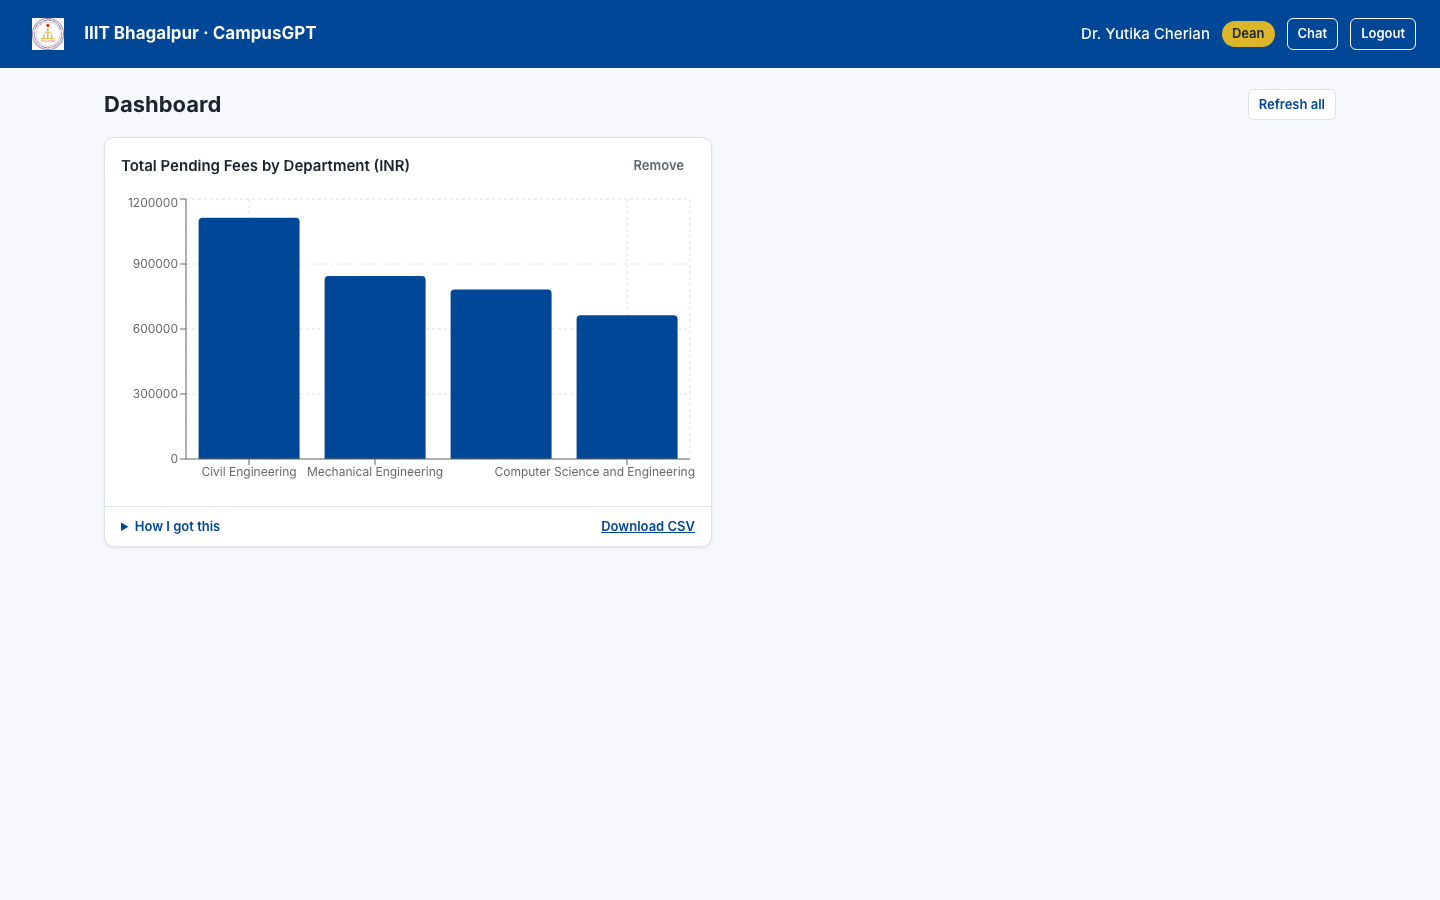 IIIT Bhagalpur · CampusGPT
Dr. Yutika Cherian
Dean
Chat
Logout
Dashboard
Refresh all
Total Pending Fees by Department (INR)
Remove
1200000
900000
600000
300000
0
Civil Engineering
Mechanical Engineering
Computer Science and Engineering
How I got this
Download CSV